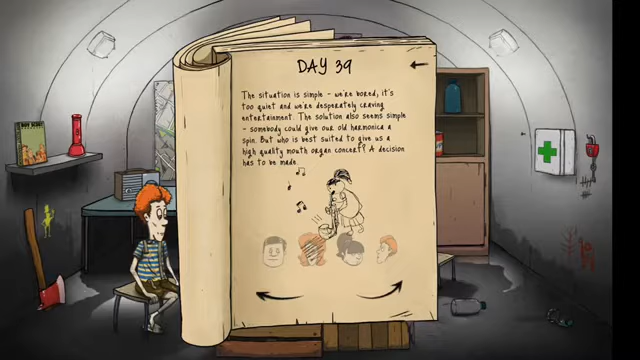 DAY 39
The situation is simple - we're bored, it's
too quiet and we're desperately craving
entertainment. The solution also seems simple
- somebody could give our old harmonica a
spin. But who is best suited to give us a
high quality mouth organ concert? A decision
has to be made.